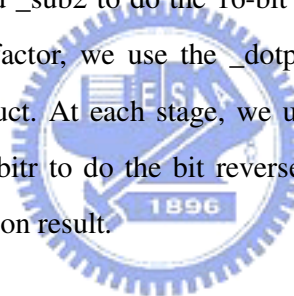 d _sub2 to do the 16-bit
factor, we use the _dotp
uct. At each stage, we u
bitr to do the bit reverse
on result.
E S A
1896